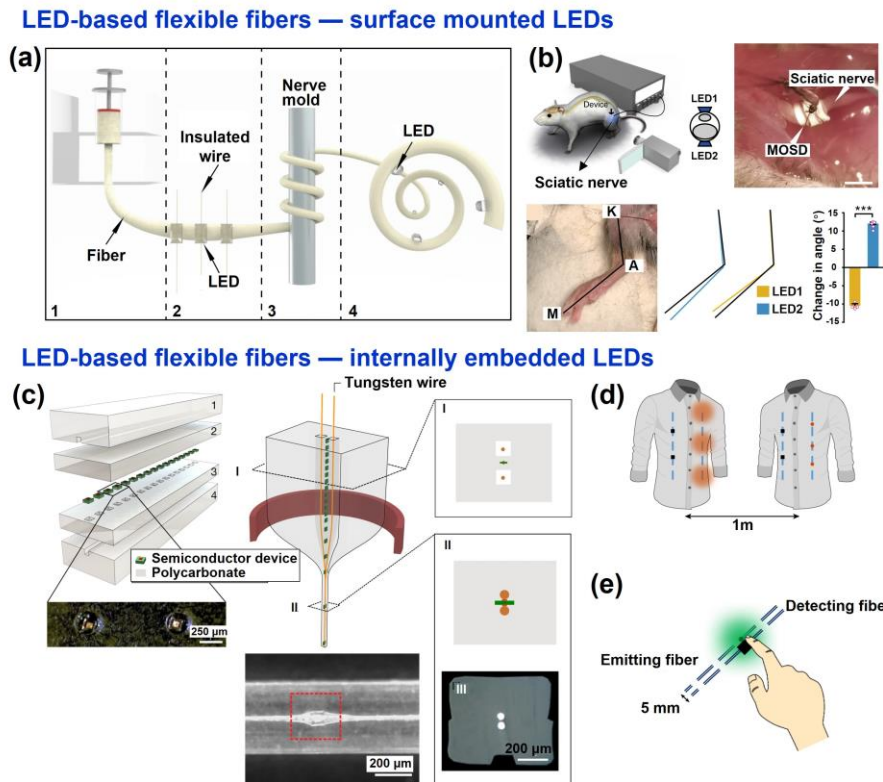 LED-based flexible fibers — surface mounted LEDs
(a)
Nerve
mold
Insulated
wire
LED
Fiber
LED
1
2
3
4
(b)
Device
Sciatic nerve
LED1
LED2
Sciatic nerve
MOSD
K
A
M
LED1
LED2
Change in angle (°)
***
15
10
5
0
-5
-10
-15
LED-based flexible fibers — internally embedded LEDs
(c)
1
2
3
4
Semiconductor device
Polycarbonate
250 μm
Tungsten wire
I
II
200 μm
I
II
III
200 μm
(d)
1m
(e)
Detecting fibe
Emitting fiber
5 mm